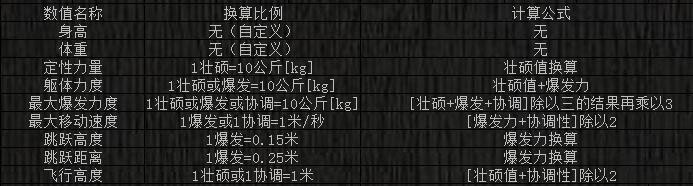 数值名称 换算比例 计算公式
身高 无（自定义） 无
体重 无（自定义） 无
定性力量 1壮硕=10公斤[kg] 壮硕值换算
躯体力度 1壮硕或爆发=10公斤[kg] 壮硕值+爆发力
最大爆发力度 1壮硕或爆发或协调=10公斤[kg] [壮硕+爆发+协调]除以三的结果再乘以3
最大移动速度 1爆发或1协调=1米/秒 [爆发力+协调性]除以2
跳跃高度 1爆发=0.15米 爆发力换算
跳跃距离 1爆发=0.25米 爆发力换算
飞行高度 1壮硕或1协调=1米 [壮硕值+协调性]除以2